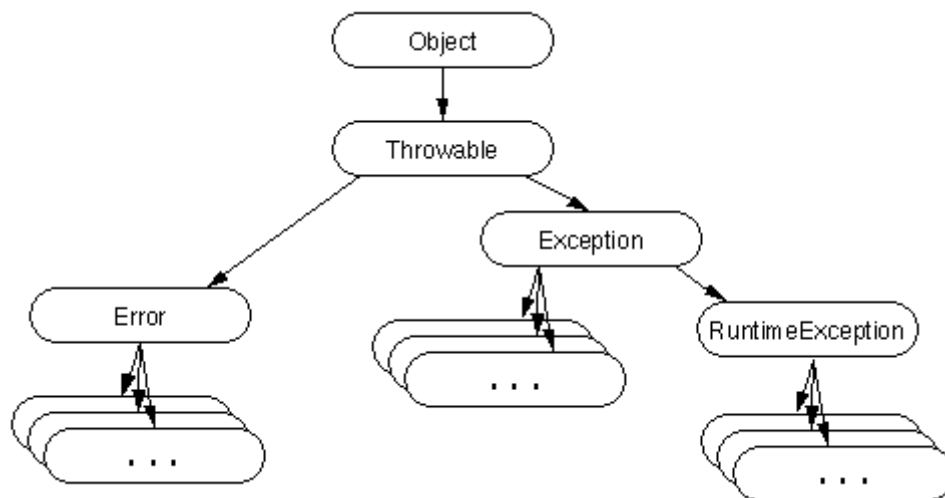 Object
Throwable
Exception
Error
RuntimeException
. . .
. . .
. . .